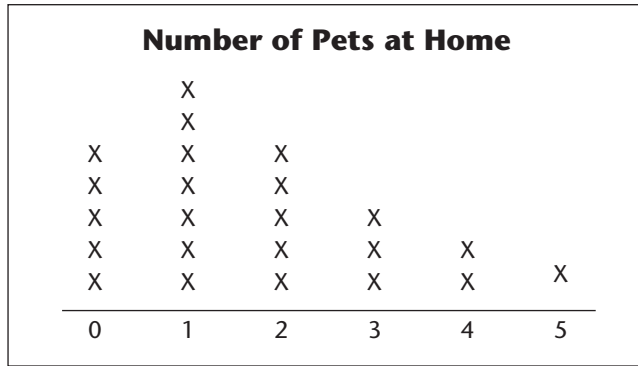 Number of Pets at Home
X
X
X X X
X X X
X X X X
X X X X X
X X X X X X
0 1 2 3 4 5